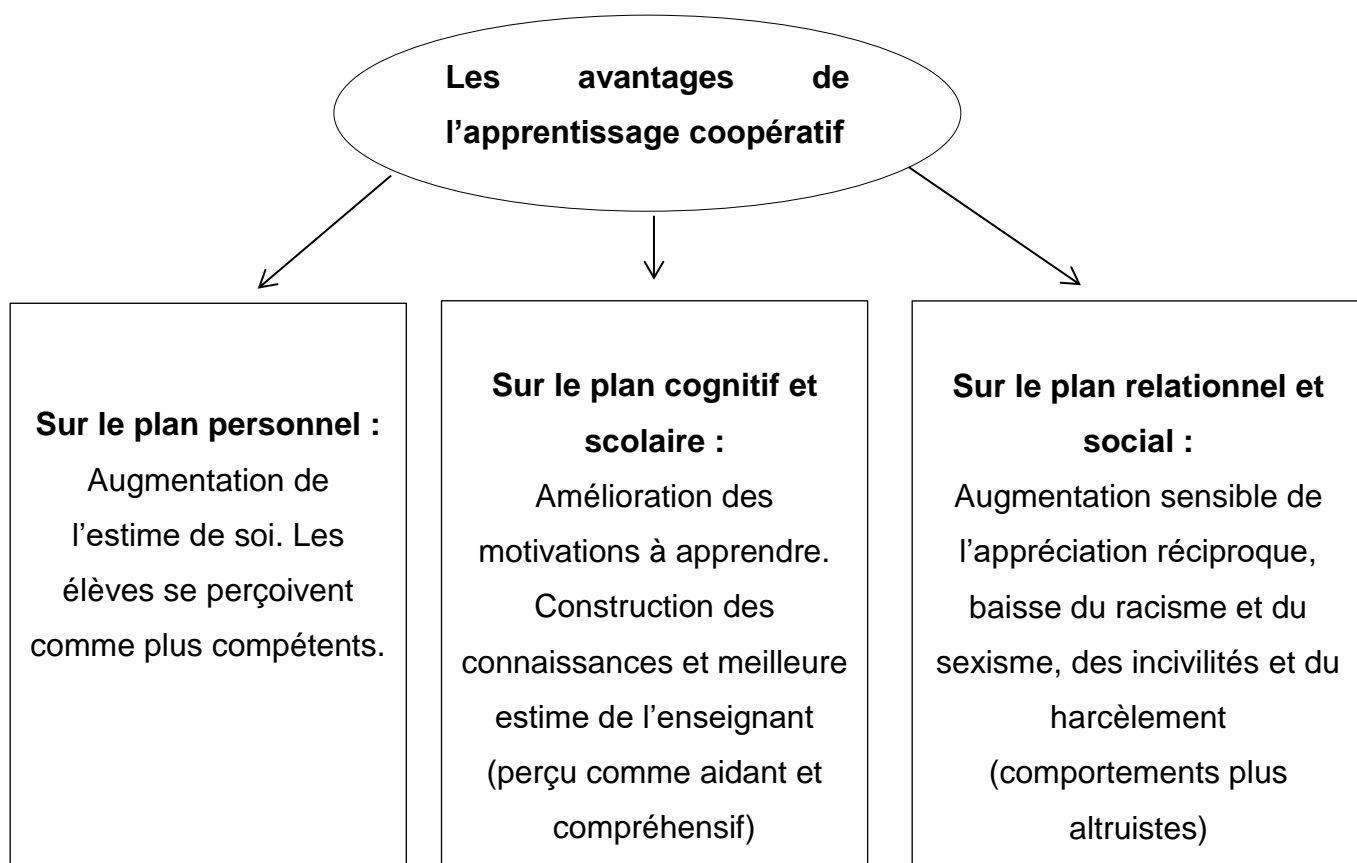 Les avantages de
l’apprentissage coopératif
Sur le plan personnel :
Augmentation de
l’estime de soi. Les
élèves se perçoivent
comme plus compétents.
Sur le plan cognitif et
scolaire :
Amélioration des
motivations à apprendre.
Construction des
connaissances et meilleure
estime de l’enseignant
(perçu comme aidant et
compréhensif)
Sur le plan relationnel et
social :
Augmentation sensible de
l’appréciation réciproque,
baisse du racisme et du
sexisme, des incivilités et du
harcèlement
(comportements plus
altruistes)